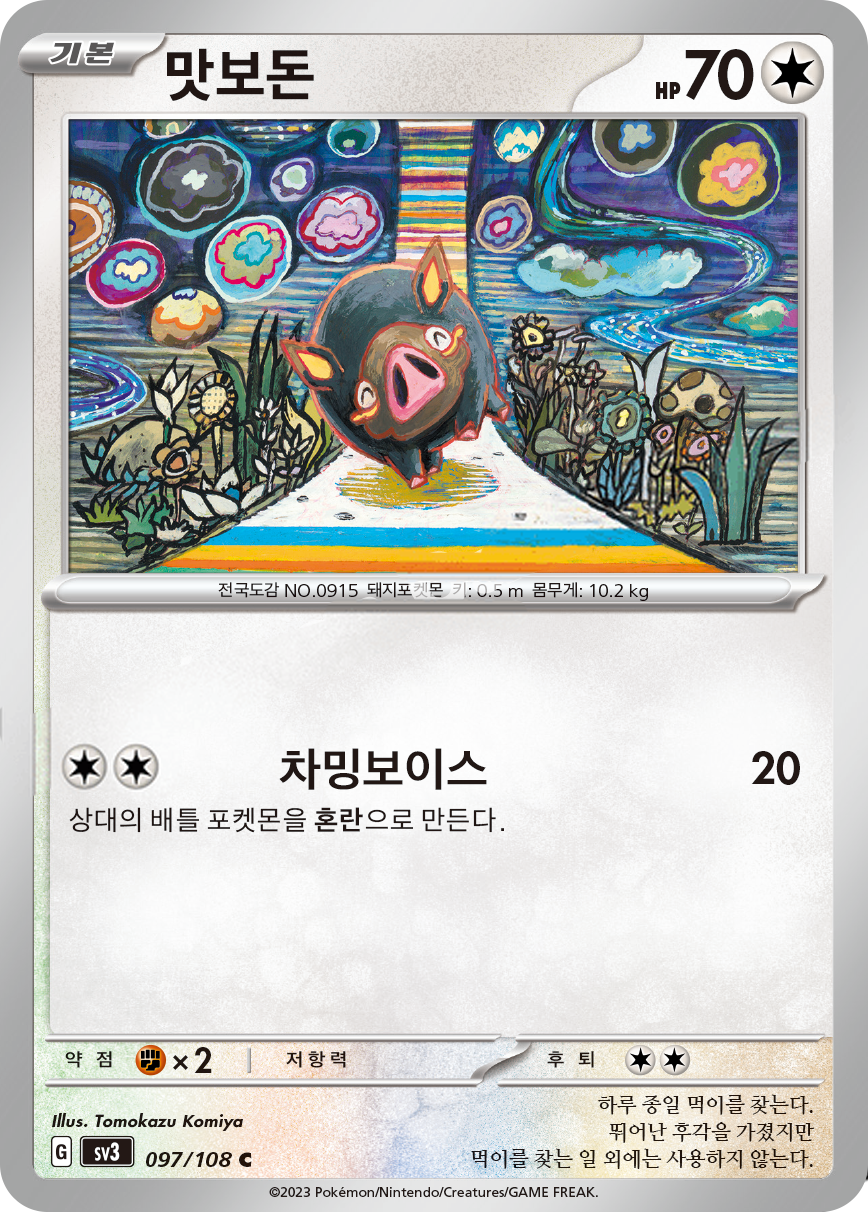 기본
맛보돈
HP 70
전국도감 NO.0915 돼지포켓몬 키: 0.5 m 몸무게: 10.2 kg
차밍보이스 20
상대의 배틀 포켓몬을 혼란으로 만든다.
약점 ×2 저항력 후퇴
Illus. Tomokazu Komiya
하루 종일 먹이를 찾는다.
뛰어난 후각을 가졌지만
먹이를 찾는 일 외에는 사용하지 않는다.
G sv3 097/108 C
©2023 Pokémon/Nintendo/Creatures/GAME FREAK.